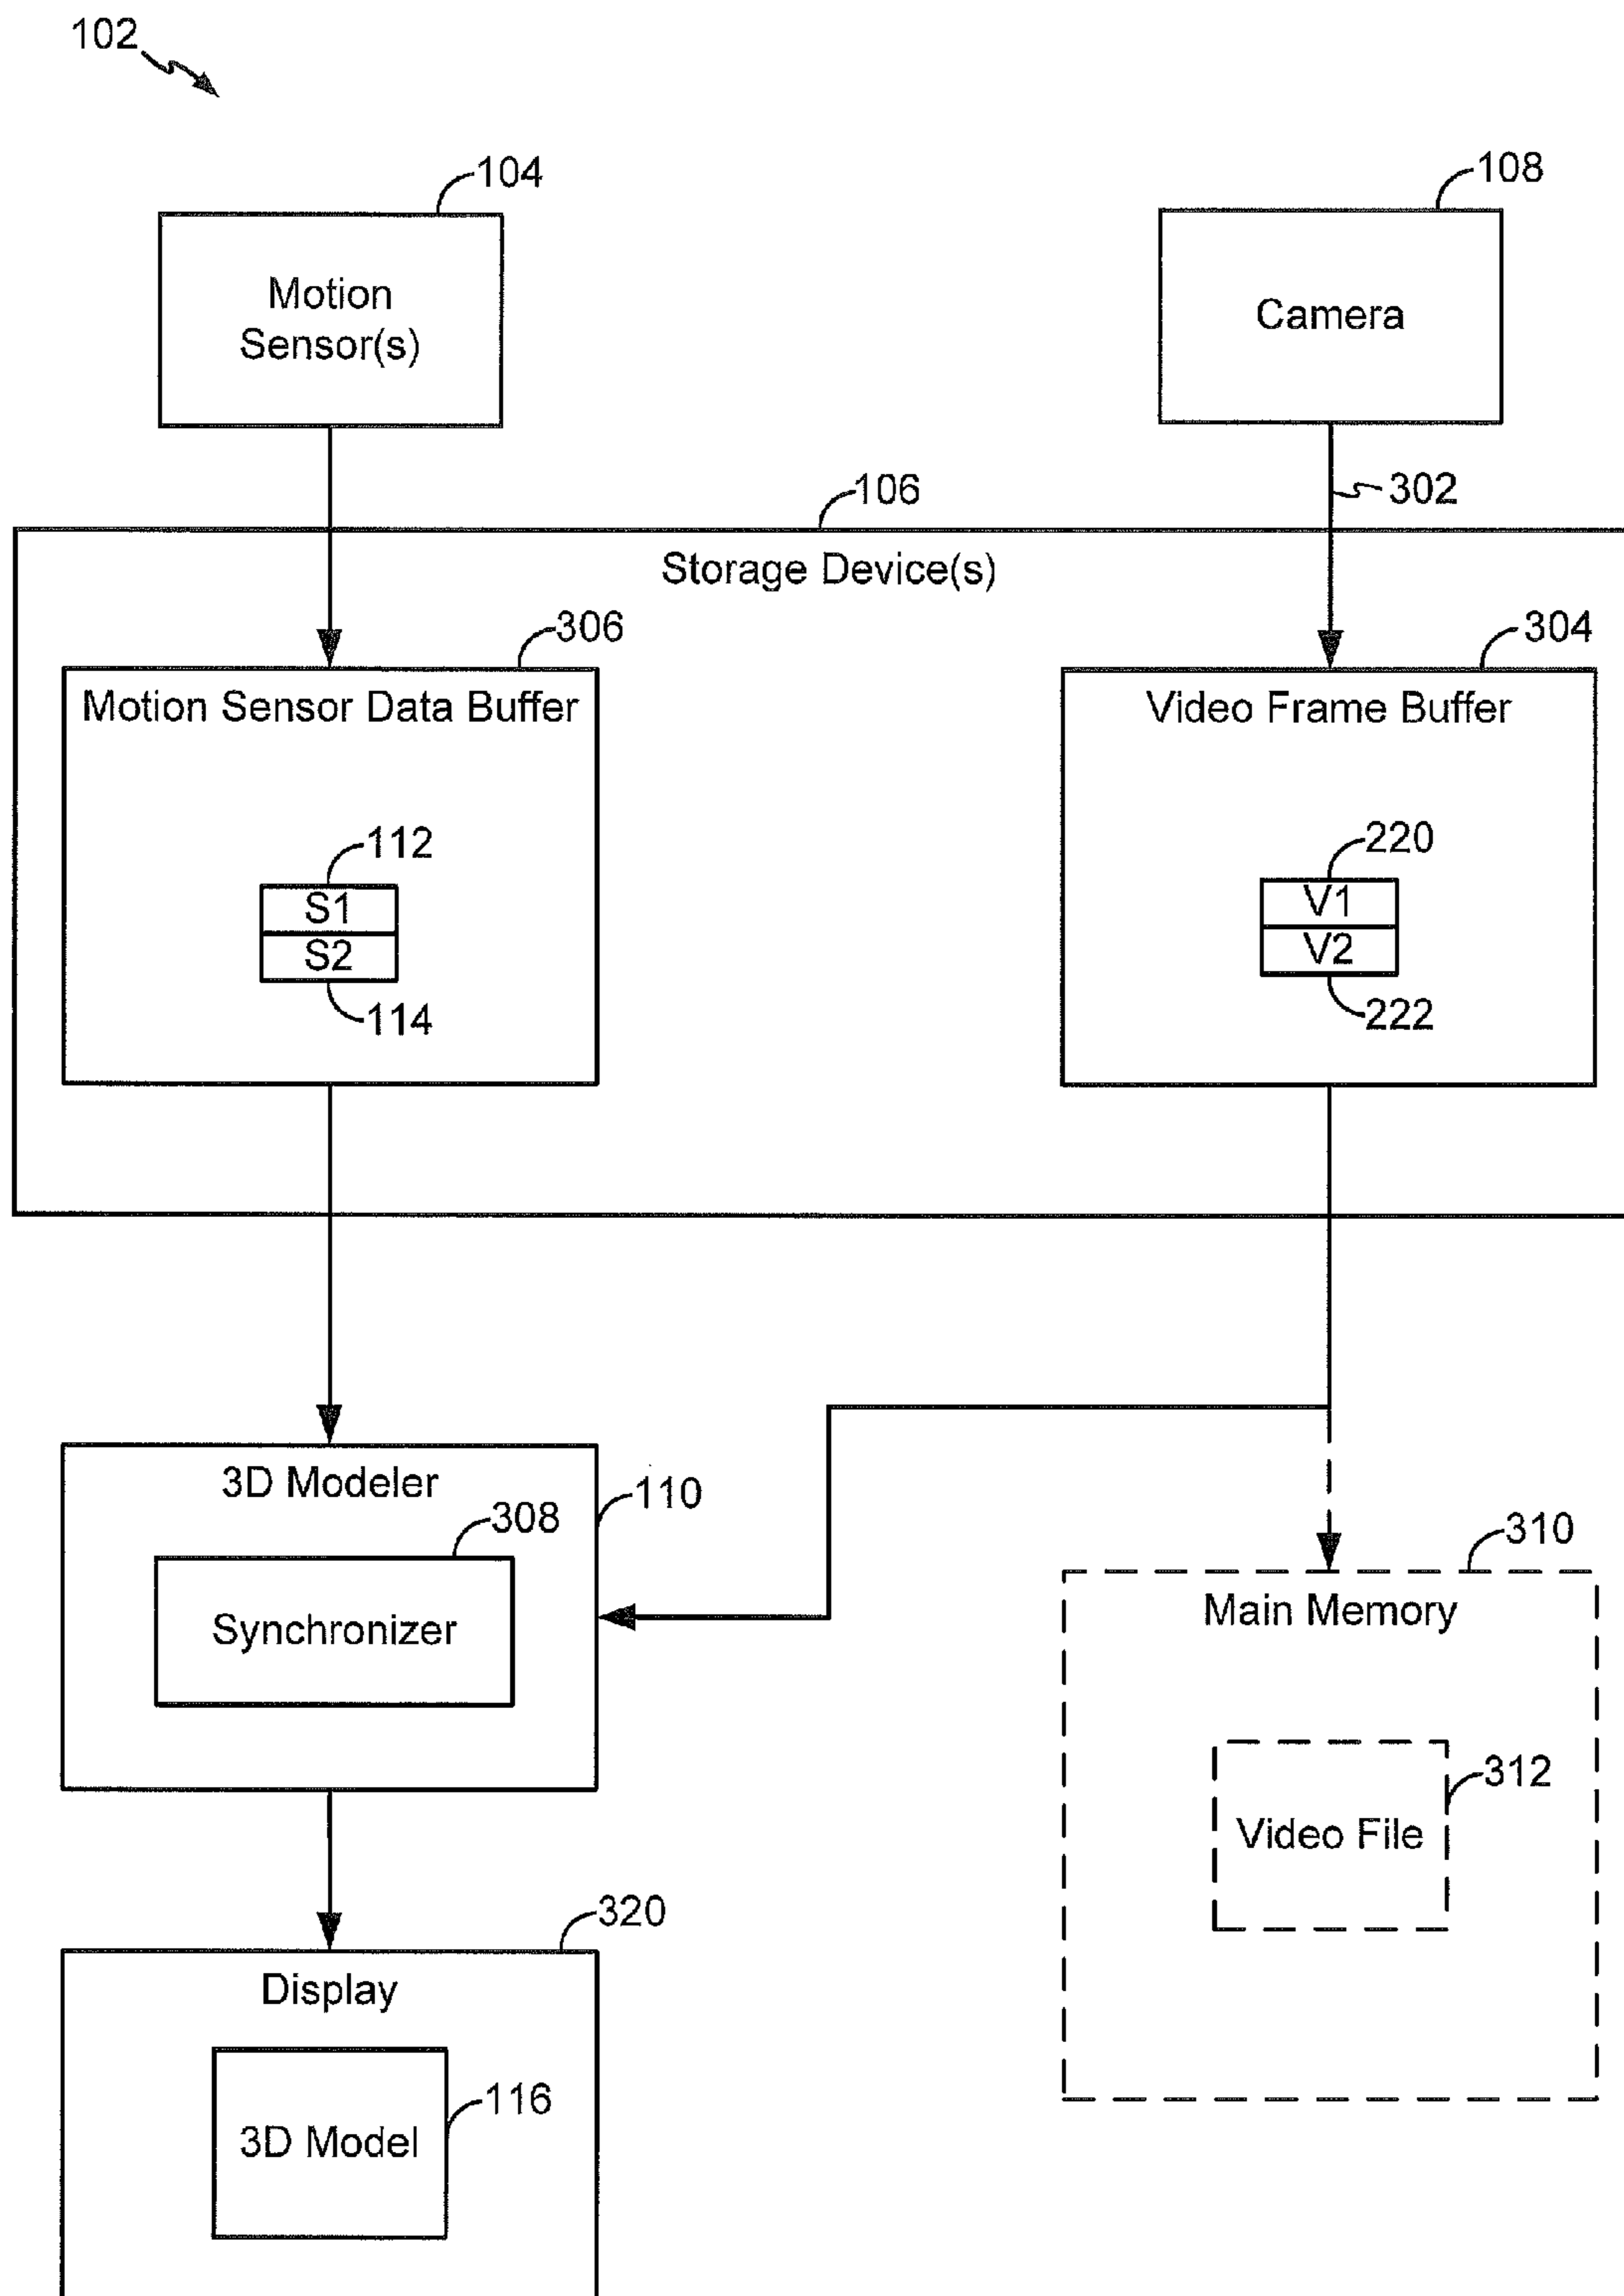 102
104
108
Motion
Sensor(s)
Camera
302
106
Storage Device(s)
306
304
Motion Sensor Data Buffer
Video Frame Buffer
112
220
S1
V1
S2
V2
114
222
3D Modeler
110
308
310
Synchronizer
Main Memory
312
Video File
320
Display
116
3D Model